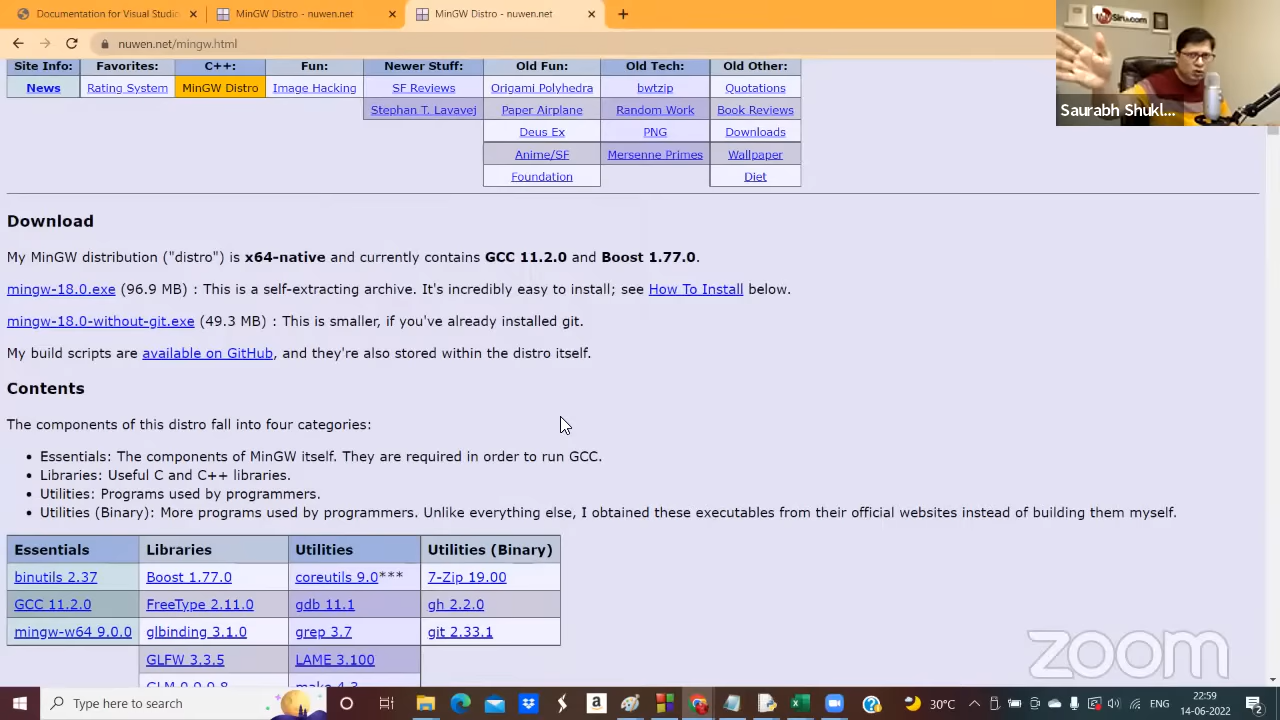 Documentation for Visual Studio
MinGW Distro - nuwen.net
MinGW Distro - nuwen.net
nuwen.net/mingw.html
Site Info: Favorites: C++: Fun: Newer Stuff: Old Fun: Old Tech: Old Other:
News Rating System MinGW Distro Image Hacking SF Reviews Origami Polyhedra bwtzip Quotations
Stephan T. Lavavej Paper Airplane Random Work Book Reviews
Deus Ex PNG Downloads
Anime/SF Mersenne Primes Wallpaper
Foundation Diet
Saurabh Shukl...
Download
My MinGW distribution ("distro") is x64-native and currently contains GCC 11.2.0 and Boost 1.77.0.
mingw-18.0.exe (96.9 MB) : This is a self-extracting archive. It's incredibly easy to install; see How To Install below.
mingw-18.0-without-git.exe (49.3 MB) : This is smaller, if you've already installed git.
My build scripts are available on GitHub, and they're also stored within the distro itself.
Contents
The components of this distro fall into four categories:
• Essentials: The components of MinGW itself. They are required in order to run GCC.
• Libraries: Useful C and C++ libraries.
• Utilities: Programs used by programmers.
• Utilities (Binary): More programs used by programmers. Unlike everything else, I obtained these executables from their official websites instead of building them myself.
Essentials Libraries Utilities Utilities (Binary)
binutils 2.37 Boost 1.77.0 coreutils 9.0*** 7-Zip 19.00
GCC 11.2.0 FreeType 2.11.0 gdb 11.1 gh 2.2.0
mingw-w64 9.0.0 glbinding 3.1.0 grep 3.7 git 2.33.1
GLFW 3.3.5 LAME 3.100
GLM 0.9.9.8 make 4.3
zoom
Type here to search
30°C
ENG
22:59
14-06-2022
2